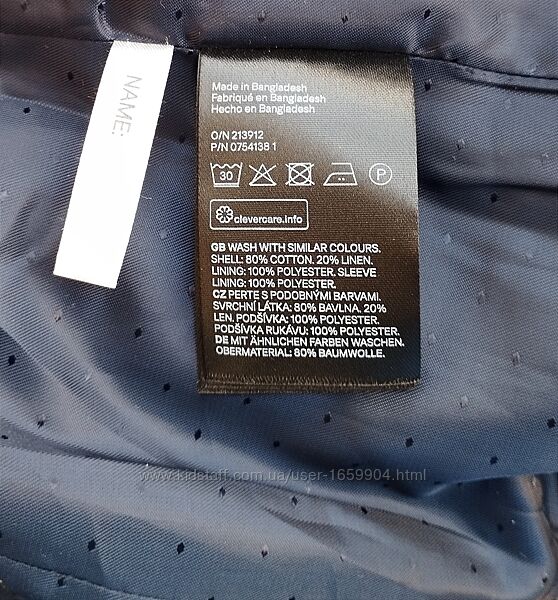 NAME:
Made in Bangladesh
Fabriqué en Bangladesh
Hecho en Bangladesh
O/N 213912
P/N 0754138 1
30
P
clevercare.info
GB WASH WITH SIMILAR COLOURS.
SHELL: 80% COTTON. 20% LINEN.
LINING: 100% POLYESTER. SLEEVE
LINING: 100% POLYESTER.
CZ PERTE S PODOBNÝMI BARVAMI.
SVRCHNÍ LÁTKA: 80% BAVLNA, 20%
LEN. PODŠÍVKA: 100% POLYESTER
PODŠÍVKA RUKÁVU: 100% POLYESTER.
DE MIT ÄHNLICHEN FARBEN WASCHEN.
OBERMATERIAL: 80% BAUMWOLLE.
www.kidstaff.com.ua/user-1659904.html